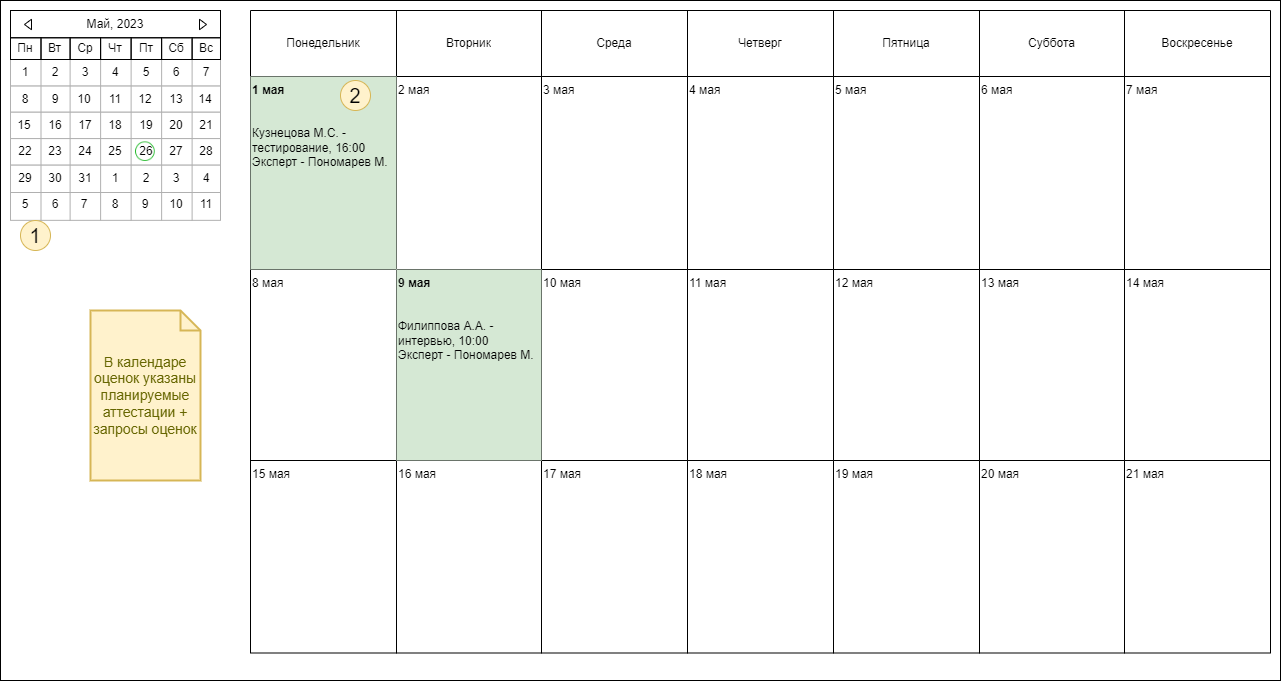 Май, 2023
Пн Вт Ср Чт Пт Сб Вс
1 2 3 4 5 6 7
8 9 10 11 12 13 14
15 16 17 18 19 20 21
22 23 24 25 26 27 28
29 30 31 1 2 3 4
5 6 7 8 9 10 11
1
В календаре
оценок указаны
планируемые
аттестации +
запросы оценок
Понедельник Вторник Среда Четверг Пятница Суббота Воскресенье
1 мая 2 2 мая 3 мая 4 мая 5 мая 6 мая 7 мая
Кузнецова М.С. -
тестирование, 16:00
Эксперт - Пономарев М.
8 мая 9 мая 10 мая 11 мая 12 мая 13 мая 14 мая
Филиппова А.А. -
интервью, 10:00
Эксперт - Пономарев М.
15 мая 16 мая 17 мая 18 мая 19 мая 20 мая 21 мая